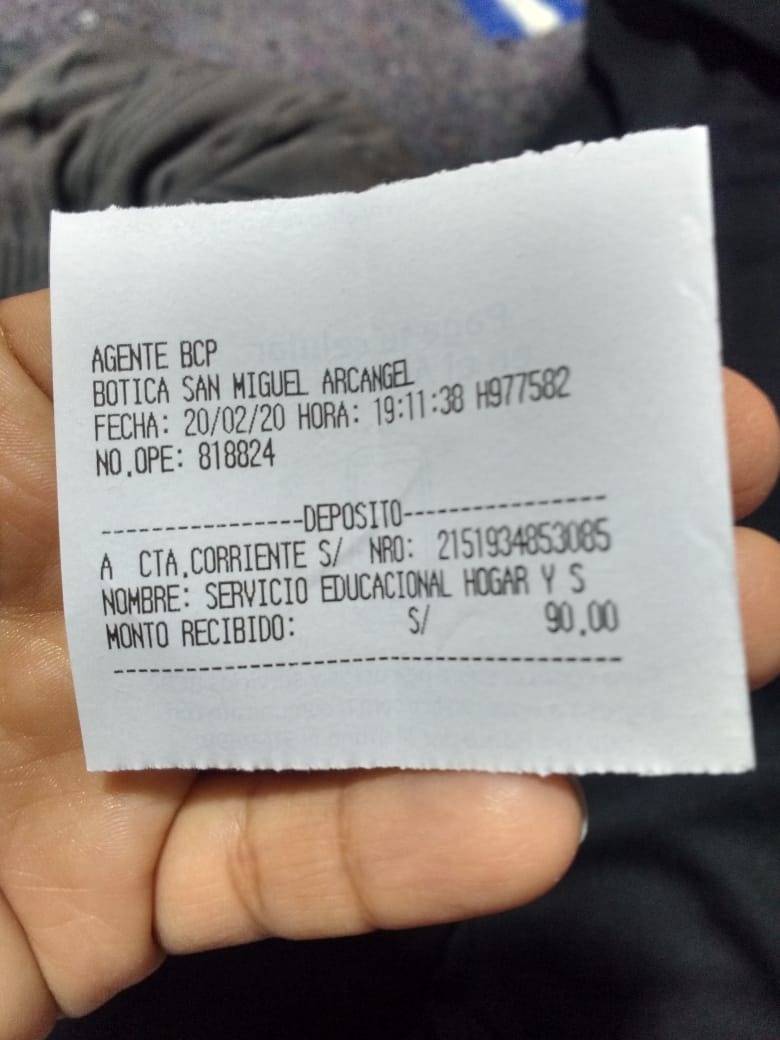 AGENTE BCP
BOTICA SAN MIGUEL ARCANGEL
FECHA: 20/02/20 HORA: 19:11:38 H977582
NO.OPE: 818824
----------------DEPOSITO----------------
A CTA.CORRIENTE S/ NRO: 2151934853085
NOMBRE: SERVICIO EDUCACIONAL HOGAR Y S
MONTO RECIBIDO: S/ 90.00
----------------------------------------